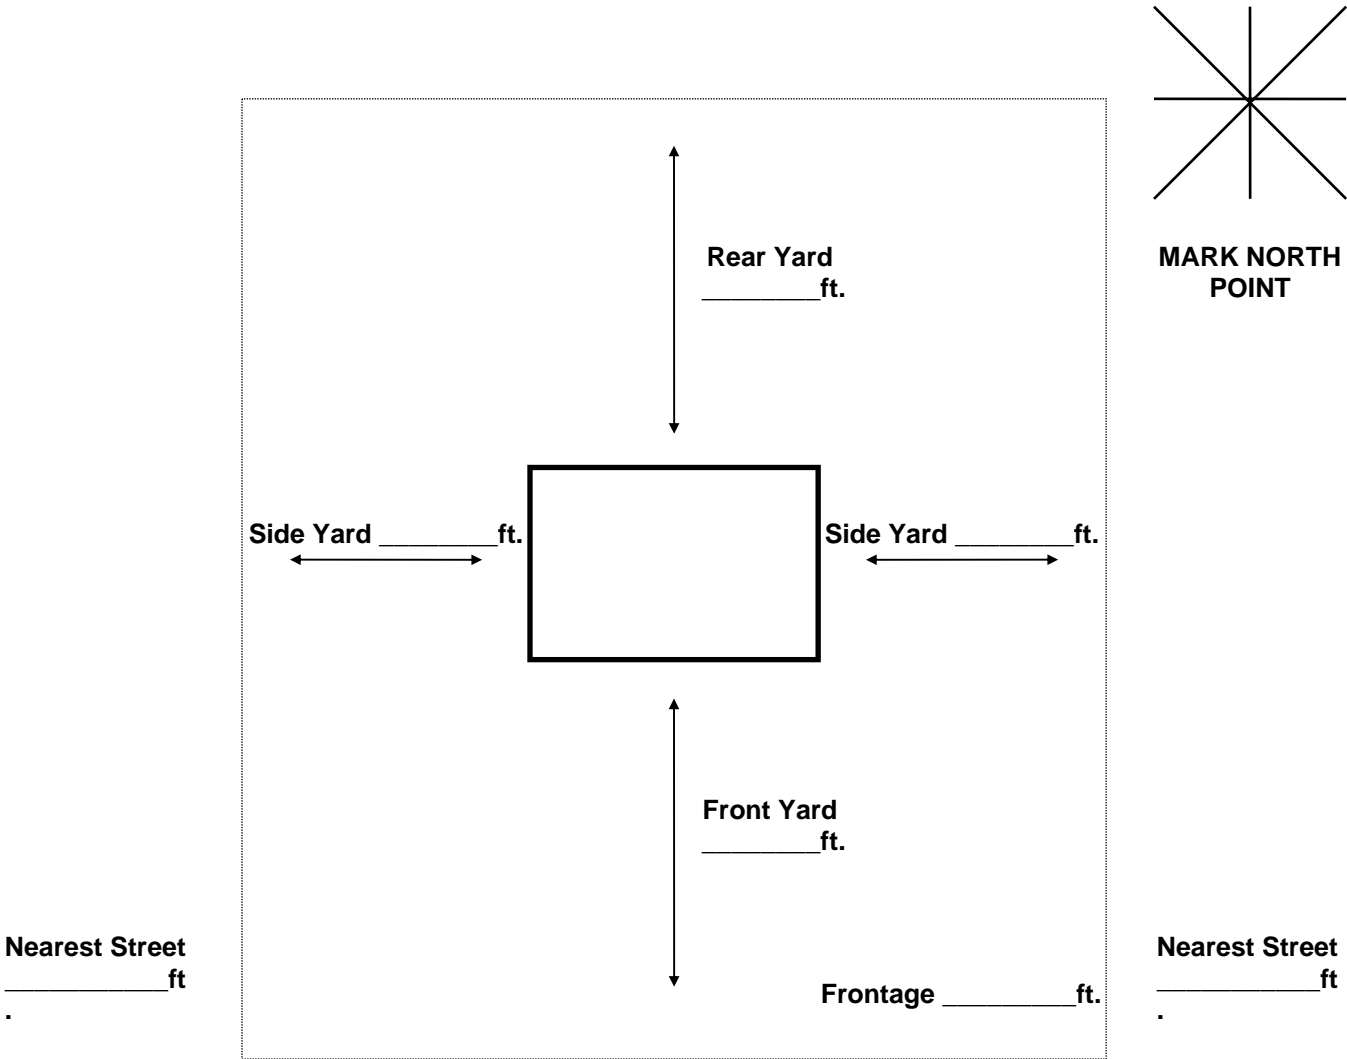 Rear Yard
________ft.
MARK NORTH
POINT
Side Yard ________ft.
Side Yard ________ft.
Front Yard
________ft.
Nearest Street
___________ft
.
Frontage _________ft.
Nearest Street
___________ft
.